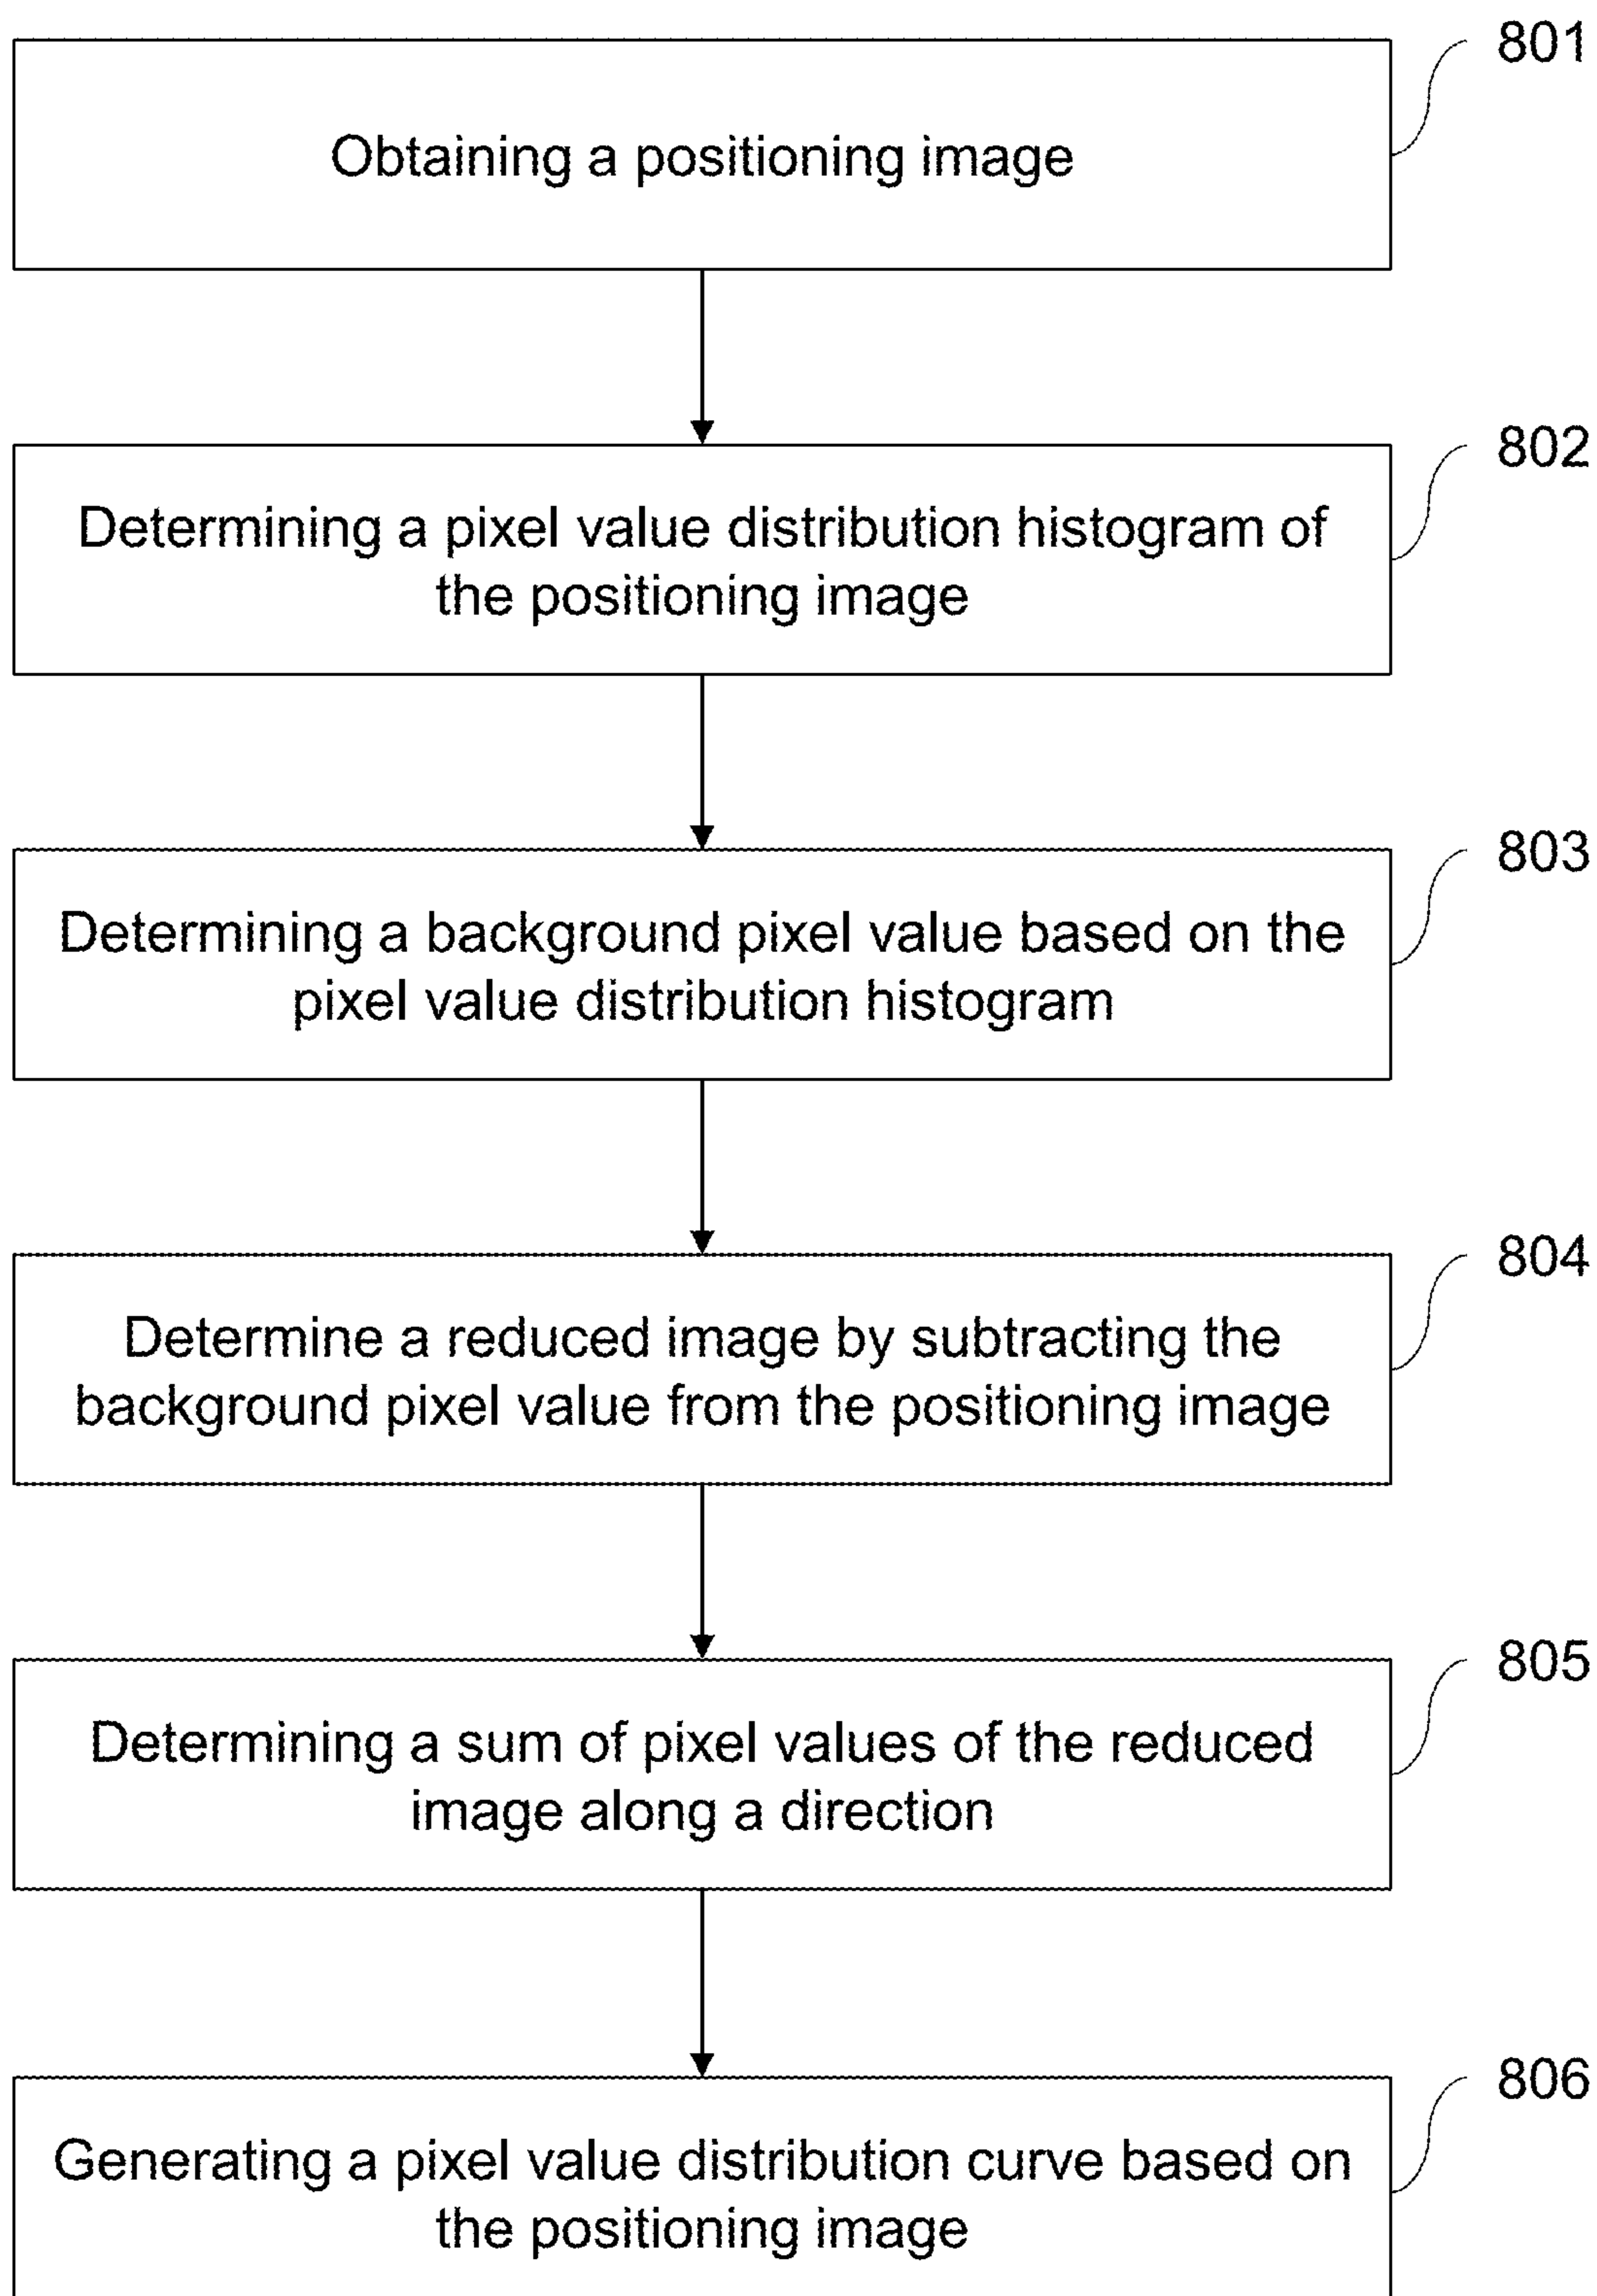 801
Obtaining a positioning image
802
Determining a pixel value distribution histogram of
the positioning image
803
Determining a background pixel value based on the
pixel value distribution histogram
804
Determine a reduced image by subtracting the
background pixel value from the positioning image
805
Determining a sum of pixel values of the reduced
image along a direction
806
Generating a pixel value distribution curve based on
the positioning image